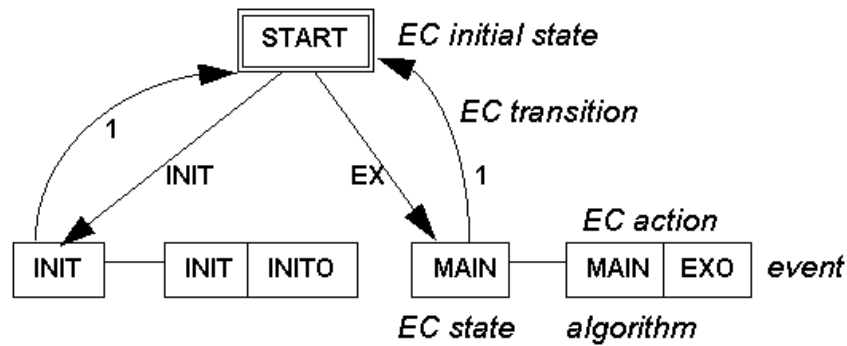 START
EC initial state
EC transition
1
INIT
EX
1
EC action
INIT
INIT
INITO
MAIN
MAIN
EXO
event
EC state
algorithm